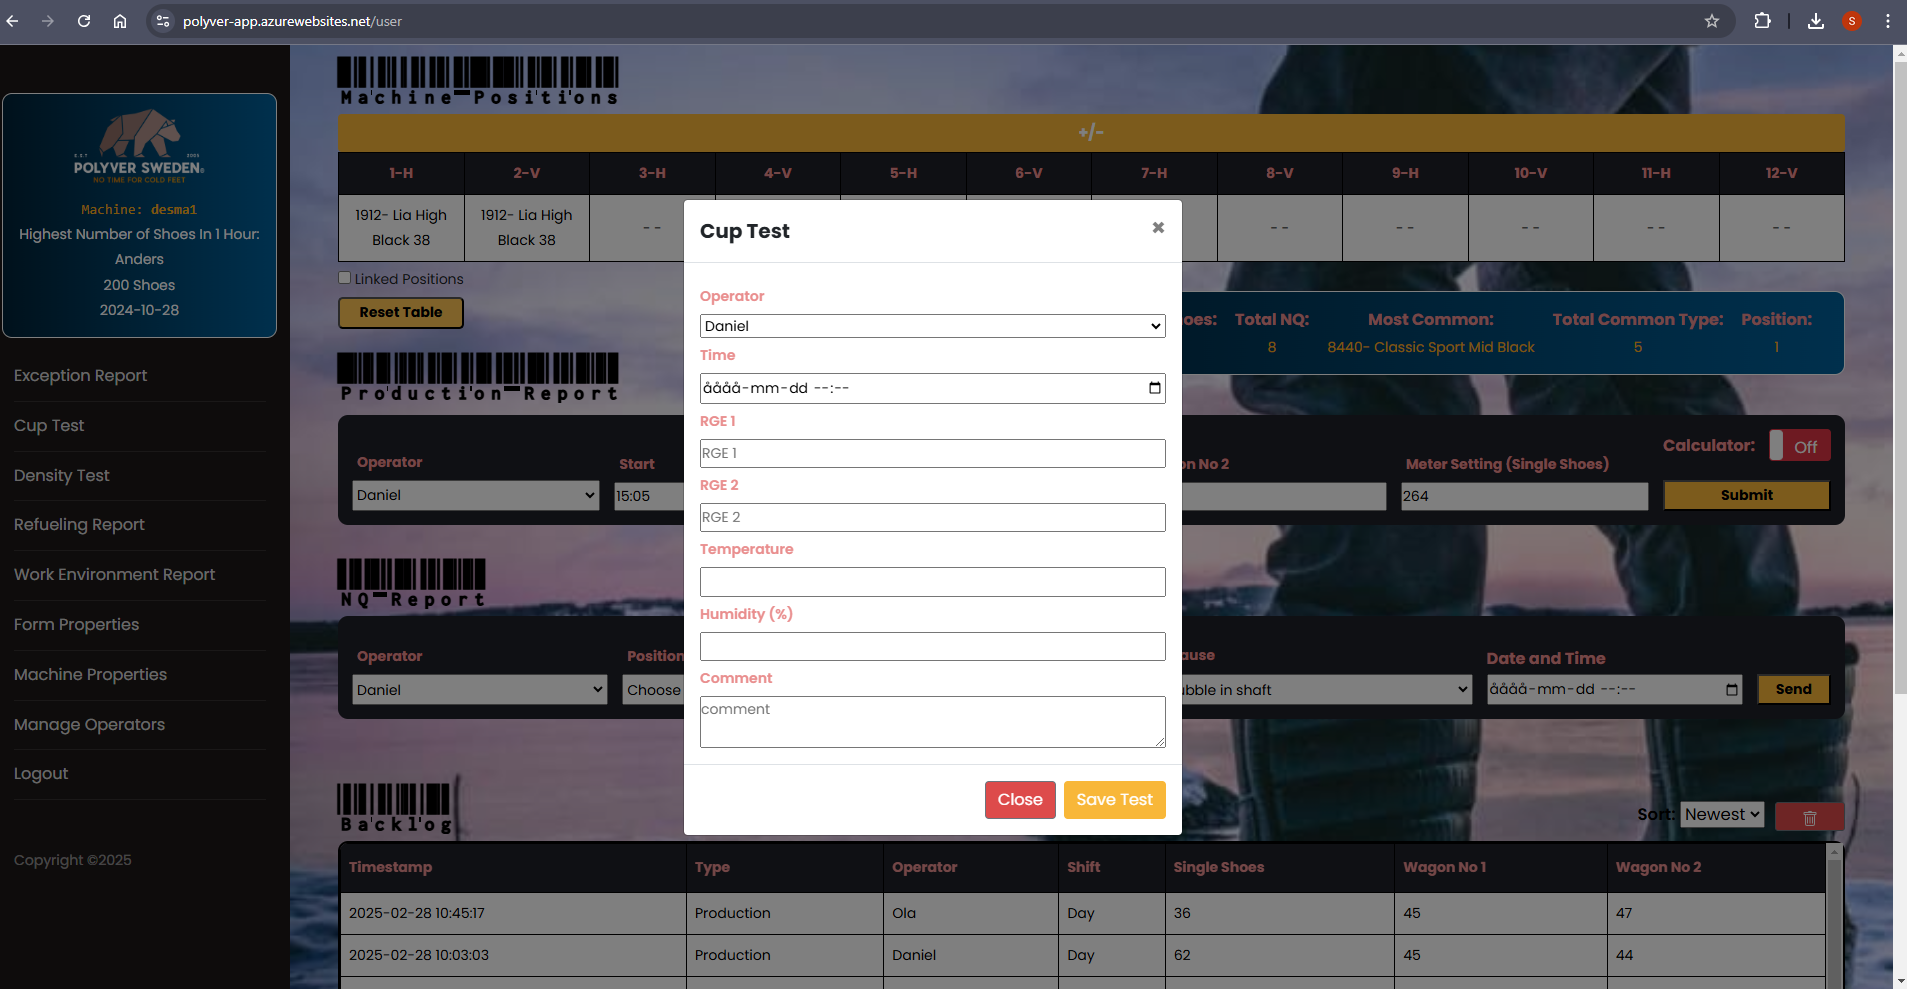 polyver-app.azurewebsites.net/user
S
POLYVER SWEDEN
NO TIME FOR COLD FEET
Machine: desma1
Highest Number of Shoes In 1 Hour:
Anders
200 Shoes
2024-10-28
Exception Report
Cup Test
Density Test
Refueling Report
Work Environment Report
Form Properties
Machine Properties
Manage Operators
Logout
Copyright ©2025
Machine_Positions
+/-
1-H 2-V 3-H 4-V 5-H 6-V 7-H 8-V 9-H 10-V 11-H 12-V
1912- Lia High Black 38 1912- Lia High Black 38 -- -- -- -- -- --
Linked Positions
Reset Table
oes: Total NQ: Most Common: Total Common Type: Position:
8 8440- Classic Sport Mid Black 5 1
Production_Report
Calculator: Off
Operator Start on No 2 Meter Setting (Single Shoes)
Daniel 15:05 264 Submit
NQ_Report
Operator Position ause Date and Time
Daniel Choose ubble in shaft åååå-mm-dd --:-- Send
Backlog
Sort: Newest
Timestamp Type Operator Shift Single Shoes Wagon No 1 Wagon No 2
2025-02-28 10:45:17 Production Ola Day 36 45 47
2025-02-28 10:03:03 Production Daniel Day 62 45 44
Cup Test ×
Operator
Daniel
Time
åååå-mm-dd --:--
RGE 1
RGE 1
RGE 2
RGE 2
Temperature
Humidity (%)
Comment
comment
Close Save Test